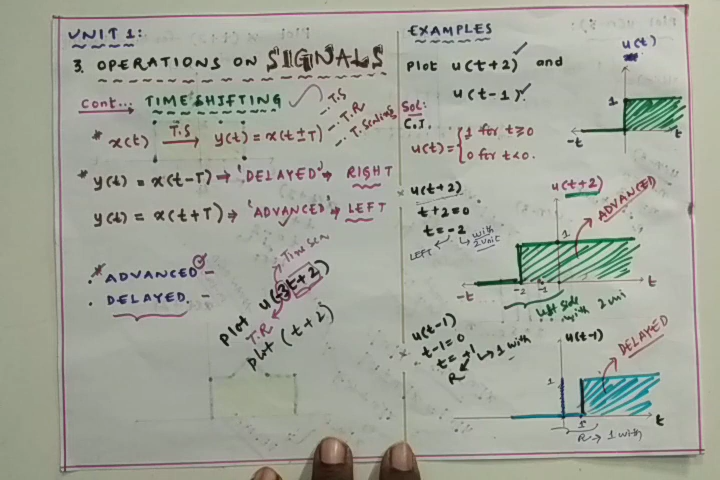 UNIT 1:
3. OPERATIONS ON SIGNALS
Cont... TIME SHIFTING
T.S
T.R
T. Scaling
* x(t) T.S → y(t) = x(t±T)
* y(t) = x(t-T) → 'DELAYED' → RIGHT
y(t) = x(t+T) → 'ADVANCED' → LEFT
* ADVANCED -
. DELAYED. -
Time Sca
Plot u(-3t+2))
T.R
plot (t+2)
EXAMPLES
Plot u(t+2) and
u(t-1).
Sol:
C.T.
u(t) = { 1 for t≥0
0 for t<0.
u(t)
1
-t
t
* u(t+2)
t+2=0
t=-2
LEFT
with
2 unit
u(t+2)
ADVANCED
1
-t
-2
-1
t
Left side
with 2 uni
* u(t-1)
t-1=0
t=+1
R
1 with
u(t-1)
DELAYED
1
1
t
R → 1 with